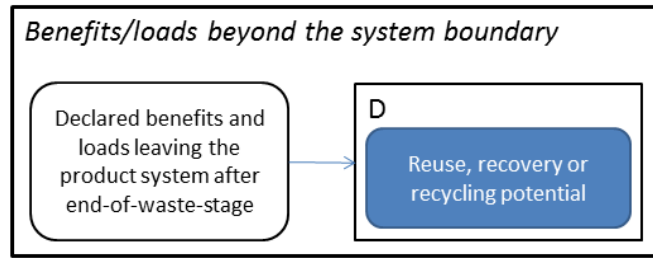 Benefits/loads beyond the system boundary
Declared benefits and
loads leaving the
product system after
end-of-waste-stage
D
Reuse, recovery or
recycling potential